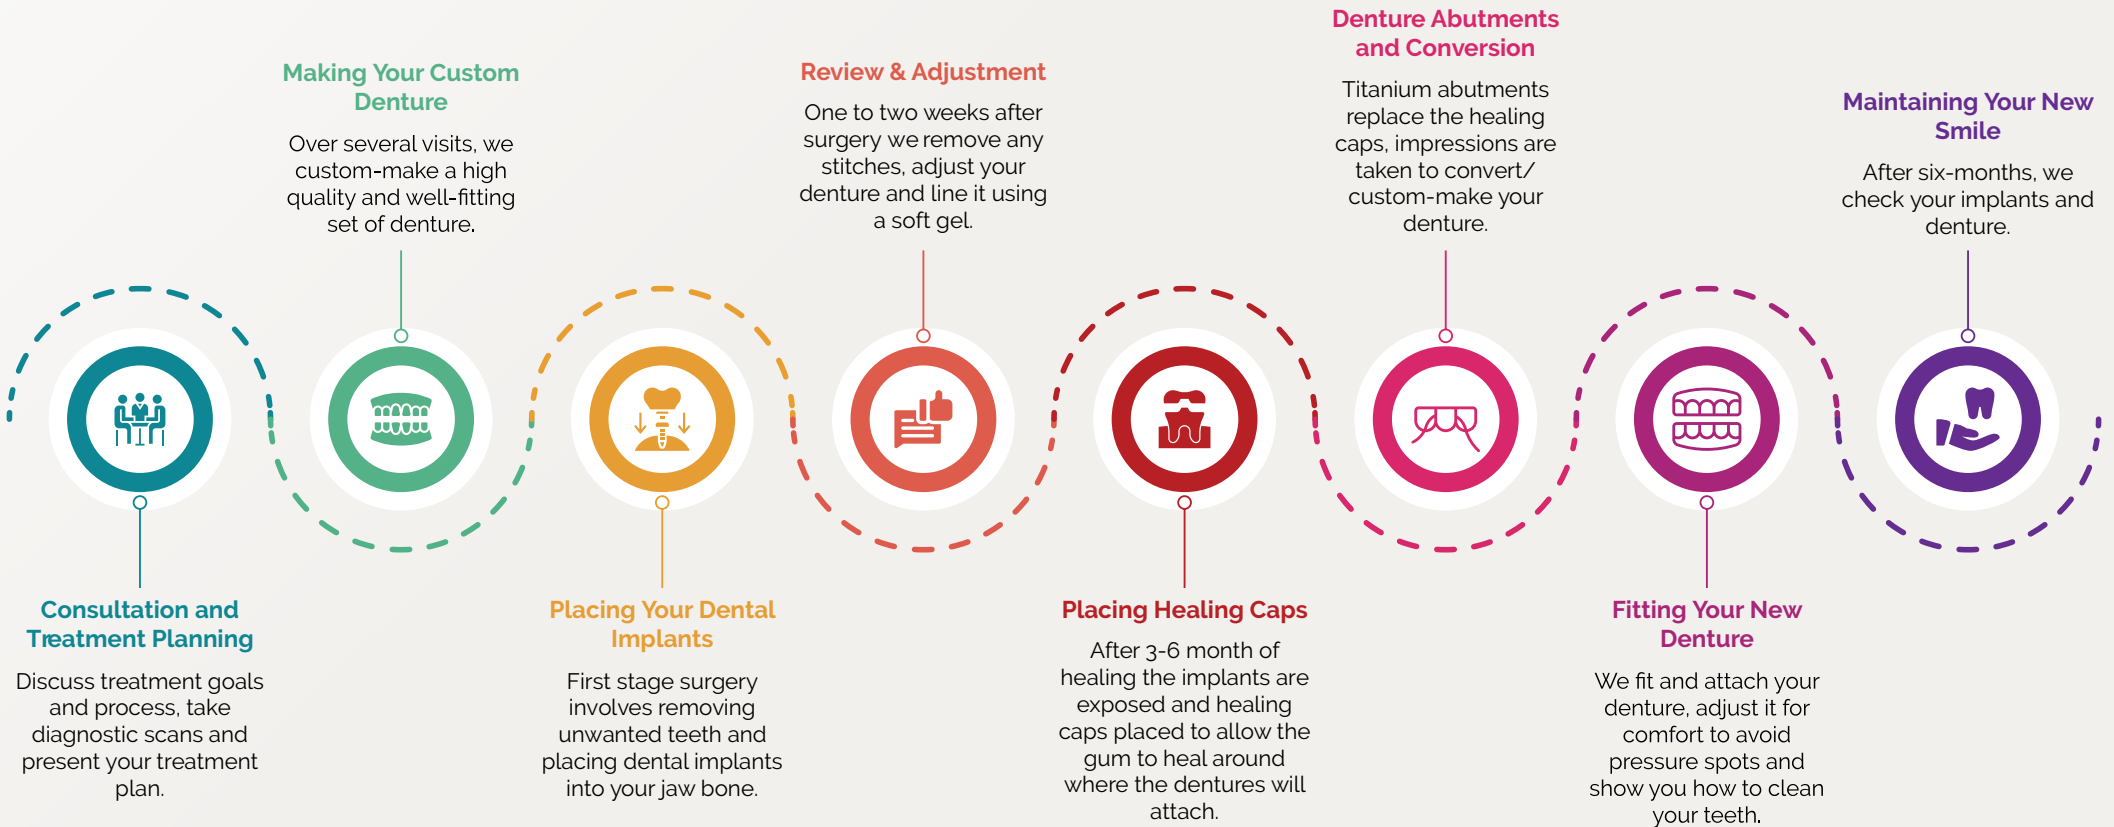 Consultation and
Treatment Planning
Discuss treatment goals
and process, take
diagnostic scans and
present your treatment
plan.
Making Your Custom
Denture
Over several visits, we
custom-make a high
quality and well-fitting
set of denture.
Placing Your Dental
Implants
First stage surgery
involves removing
unwanted teeth and
placing dental implants
into your jaw bone.
Review & Adjustment
One to two weeks after
surgery we remove any
stitches, adjust your
denture and line it using
a soft gel.
Placing Healing Caps
After 3-6 month of
healing the implants are
exposed and healing
caps placed to allow the
gum to heal around
where the dentures will
attach.
Denture Abutments
and Conversion
Titanium abutments
replace the healing
caps, impressions are
taken to convert/
custom-make your
denture.
Fitting Your New
Denture
We fit and attach your
denture, adjust it for
comfort to avoid
pressure spots and
show you how to clean
your teeth.
Maintaining Your New
Smile
After six-months, we
check your implants and
denture.